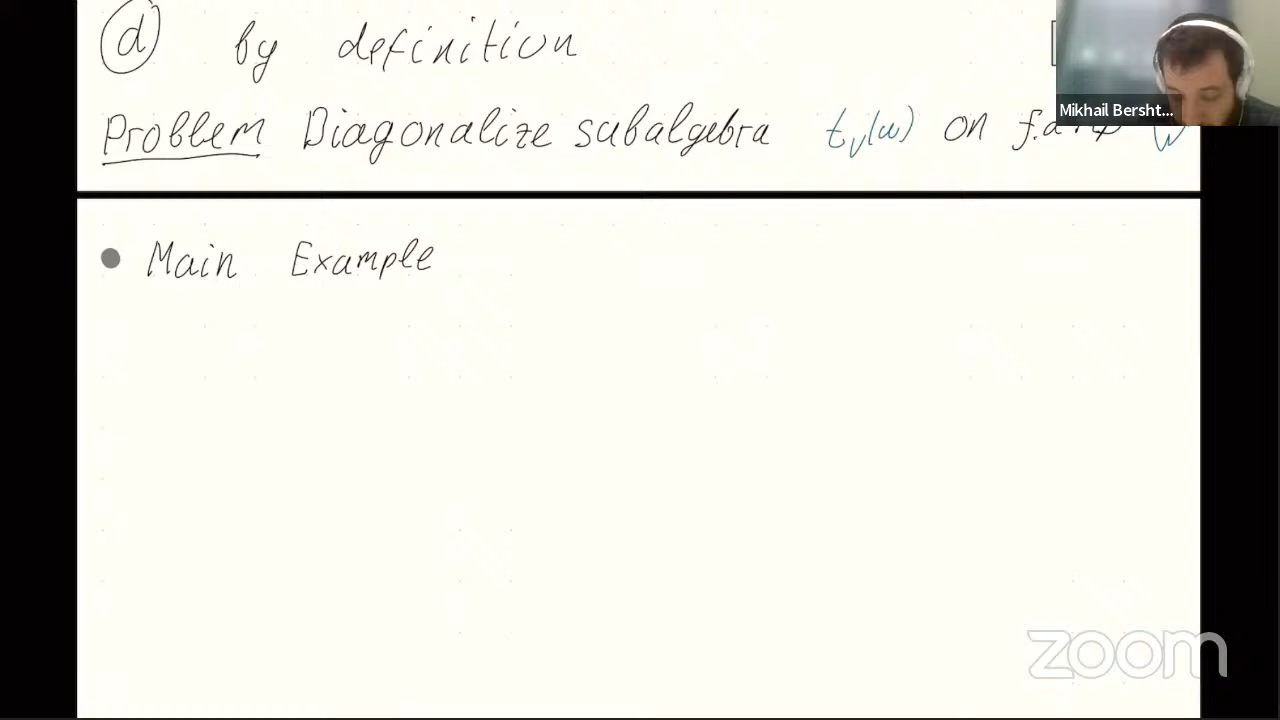 (d) by definition
Mikhail Bersht...
Problem Diagonalize subalgebra t_V(u) on
Main Example
zoom